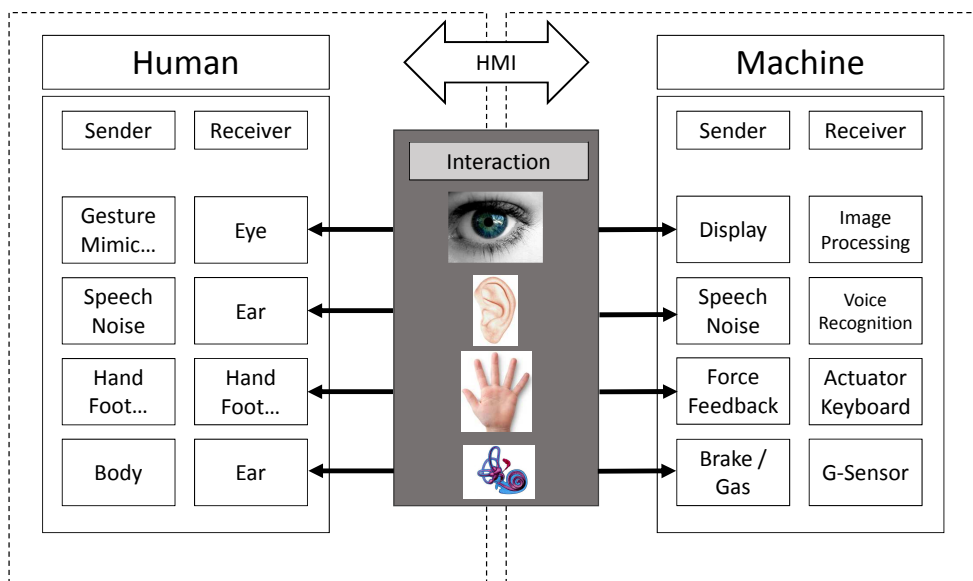 Human
HMI
Machine
Sender
Receiver
Interaction
Sender
Receiver
Gesture
Mimic...
Eye
Display
Image
Processing
Speech
Noise
Ear
Speech
Noise
Voice
Recognition
Hand
Foot...
Hand
Foot...
Force
Feedback
Actuator
Keyboard
Body
Ear
Brake /
Gas
G-Sensor